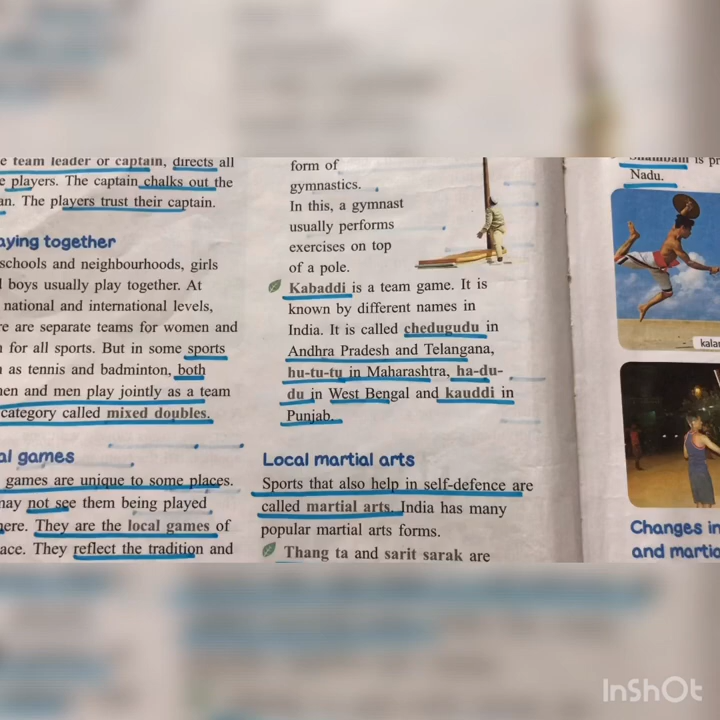 e team leader or captain, directs all
e players. The captain chalks out the
an. The players trust their captain.
aying together
schools and neighbourhoods, girls
l boys usually play together. At
national and international levels,
re are separate teams for women and
n for all sports. But in some sports
n as tennis and badminton, both
nen and men play jointly as a team
category called mixed doubles.
al games
games are unique to some places.
nay not see them being played
here. They are the local games of
ace. They reflect the tradition and
form of
gymnastics.
In this, a gymnast
usually performs
exercises on top
of a pole.
Kabaddi is a team game. It is
known by different names in
India. It is called chedugudu in
Andhra Pradesh and Telangana,
hu-tu-tu in Maharashtra, ha-du-
du in West Bengal and kauddi in
Punjab.
Local martial arts
Sports that also help in self-defence are
called martial arts. India has many
popular martial arts forms.
Thang ta and sarit sarak are
is pr
Nadu.
kalar
Changes in
and martia
InShOt